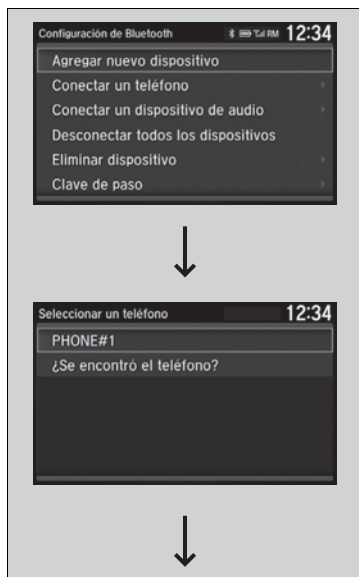 Configuración de Bluetooth 12:34
Agregar nuevo dispositivo
Conectar un teléfono
Conectar un dispositivo de audio
Desconectar todos los dispositivos
Eliminar dispositivo
Clave de paso
Seleccionar un teléfono 12:34
PHONE#1
¿Se encontró el teléfono?